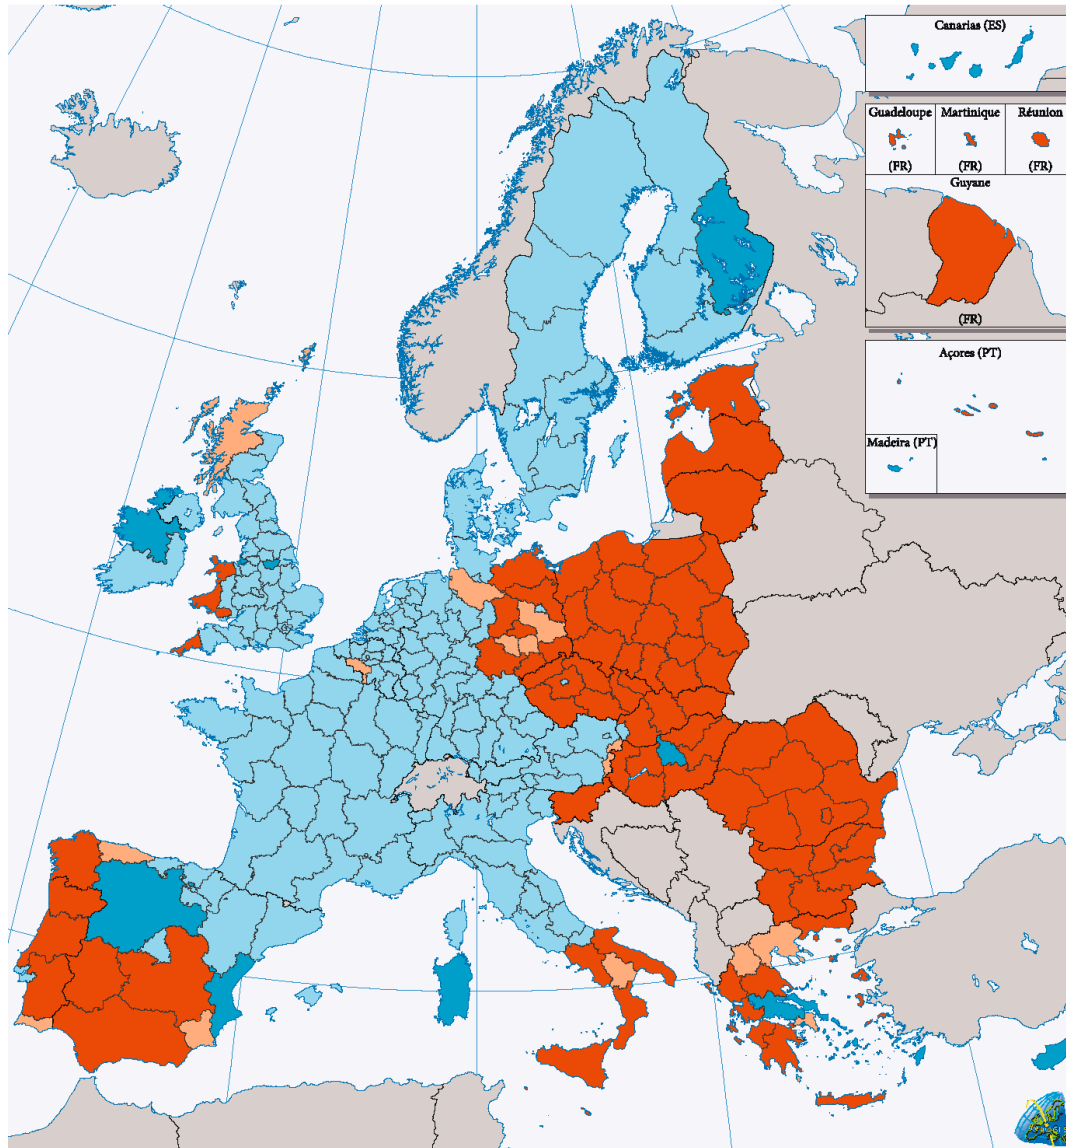 Canarias (ES)
Guadeloupe
Martinique
Réunion
(FR)
(FR)
(FR)
Guyane
(FR)
Açores (PT)
Madeira (PT)